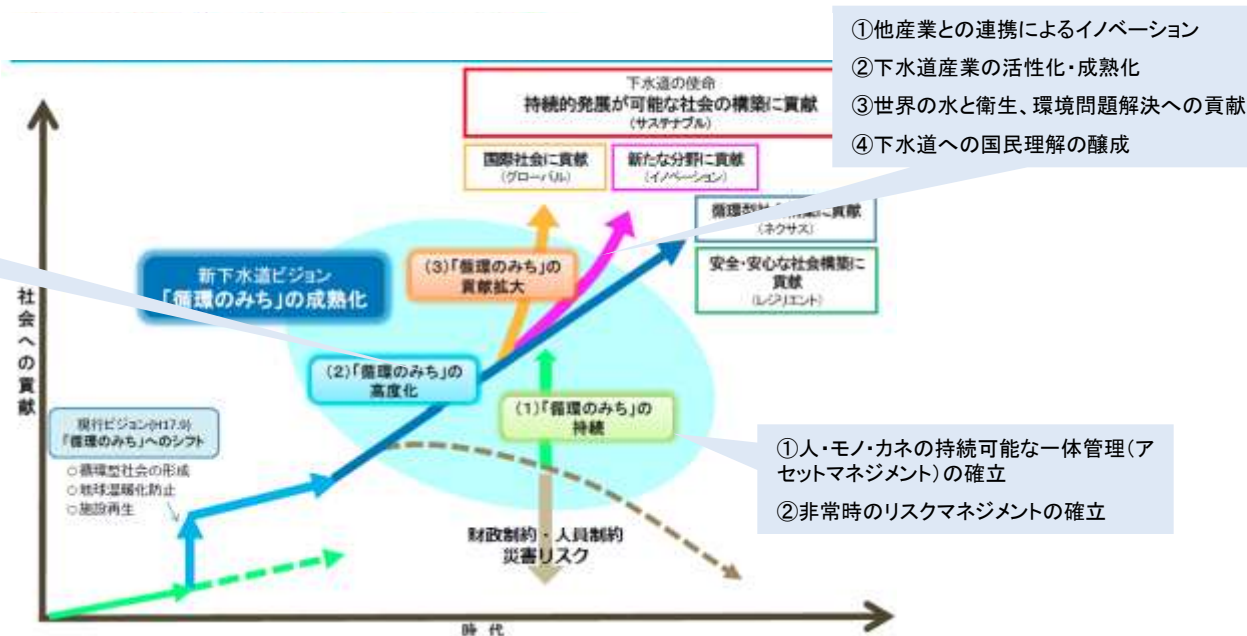 ①他産業との連携によるイノベーション
②下水道産業の活性化・成熟化
③世界の水と衛生、環境問題解決への貢献
④下水道への国民理解の醸成
下水道の使命
持続的発展が可能な社会の構築に貢献
(サステナブル)
国際社会に貢献
(グローバル)
新たな分野に貢献
(イノベーション)
循環型社会構築に貢献
(ネクサス)
安全・安心な社会構築に
貢献
(レジリエント)
新下水道ビジョン
「循環のみち」の成熟化
(3)「循環のみち」の
貢献拡大
(2)「循環のみち」の
高度化
(1)「循環のみち」の
持続
社会への貢献
現行ビジョン(H17.9)
「循環のみち」へのシフト
○循環型社会の形成
○地球温暖化防止
○施設再生
①人・モノ・カネの持続可能な一体管理(ア
セットマネジメント)の確立
②非常時のリスクマネジメントの確立
財政制約・人員制約
災害リスク
時 代